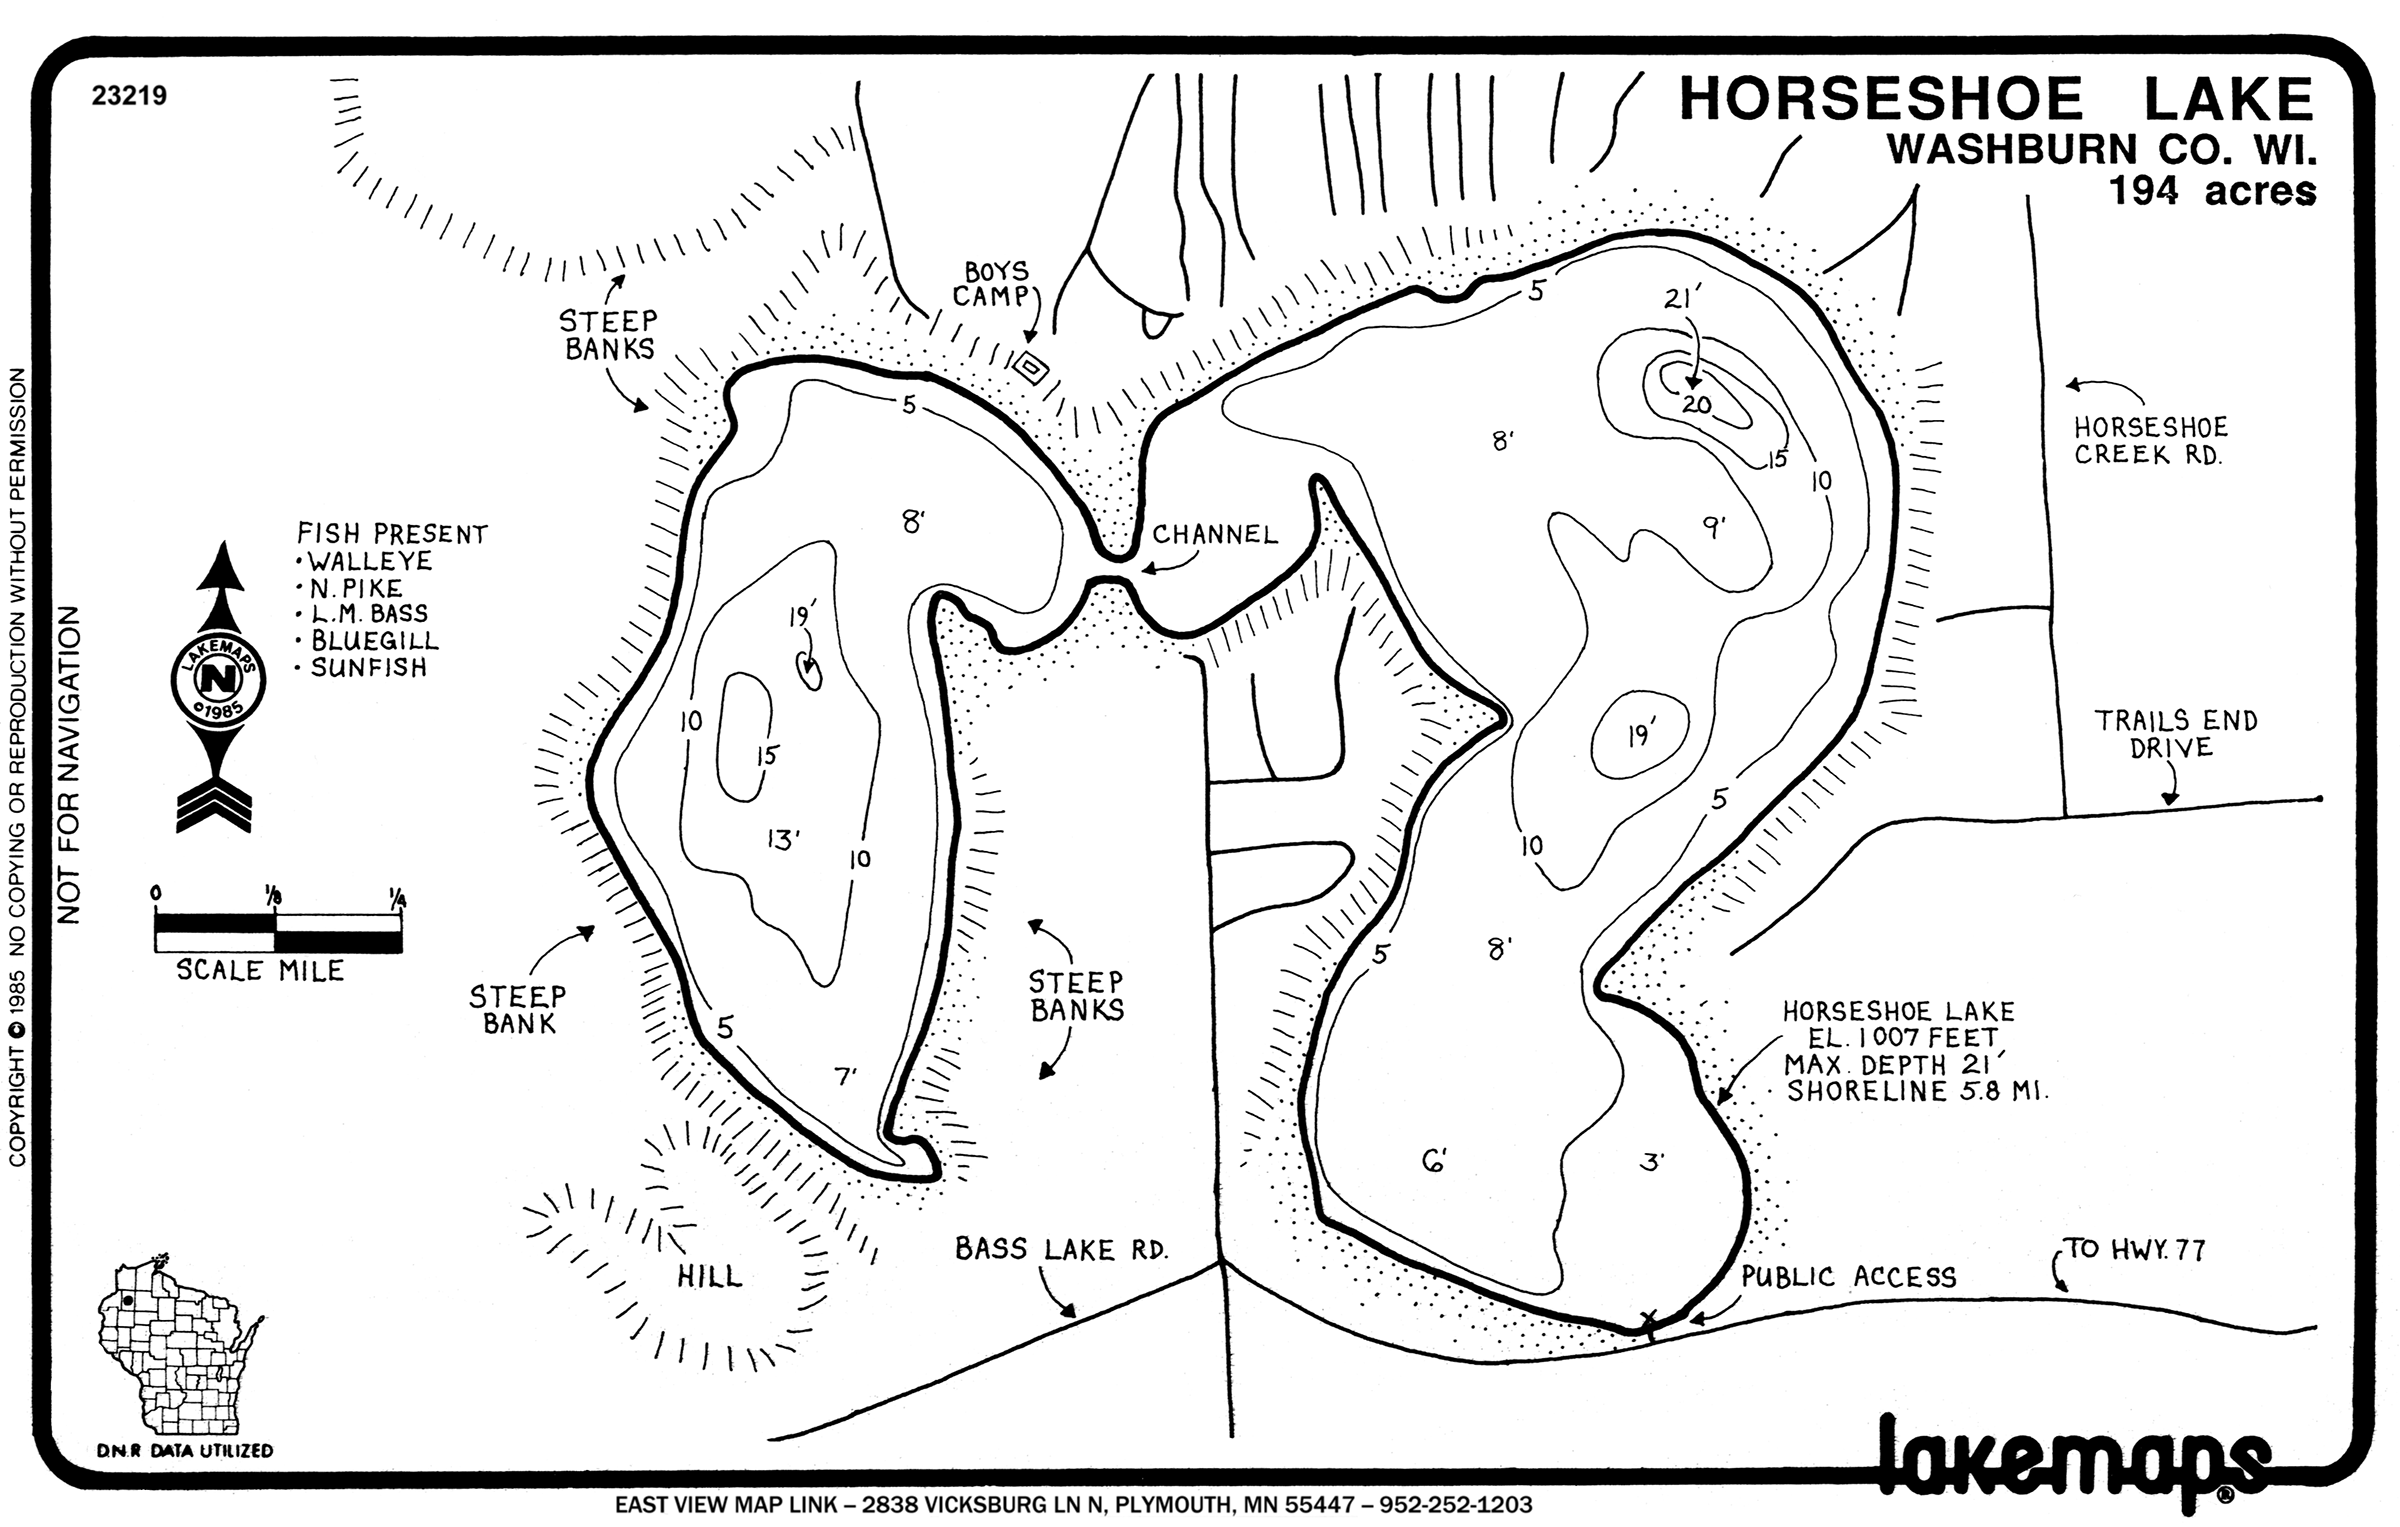 23219
HORSESHOE LAKE
WASHBURN CO. WI.
194 acres
BOYS
CAMP
STEEP
BANKS
5
21'
20
15
10
8'
9'
HORSESHOE
CREEK RD.
5
8'
CHANNEL
FISH PRESENT
• WALLEYE
• N. PIKE
• L.M. BASS
• BLUEGILL
• SUNFISH
LAKEMAPS
N
©1985
19'
10
15
13'
10
19'
5
10
TRAILS END
DRIVE
0 1/8 1/4
SCALE MILE
STEEP
BANK
STEEP
BANKS
5
8'
5
7'
6'
3'
HORSESHOE LAKE
EL. 1007 FEET
MAX. DEPTH 21'
SHORELINE 5.8 MI.
HILL
BASS LAKE RD.
PUBLIC ACCESS
TO HWY. 77
X
D.N.R DATA UTILIZED
lakemaps®
NOT FOR NAVIGATION
COPYRIGHT © 1985 NO COPYING OR REPRODUCTION WITHOUT PERMISSION
EAST VIEW MAP LINK – 2838 VICKSBURG LN N, PLYMOUTH, MN 55447 – 952-252-1203